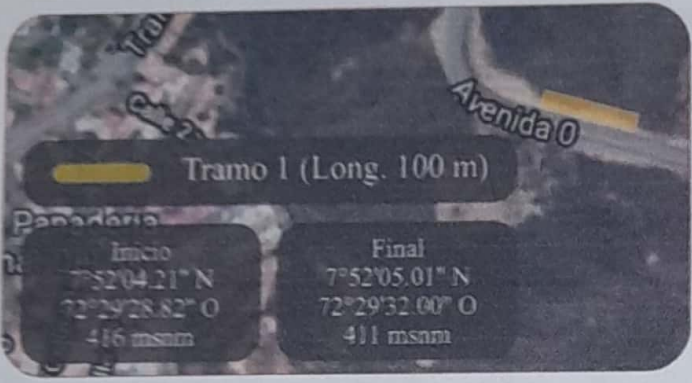 Tra
Avenida 0
Tramo 1 (Long. 100 m)
Panadería
Inicio
7°52'04.21" N
72°29'28.82" O
416 msnm
Final
7°52'05.01" N
72°29'32.00" O
411 msnm